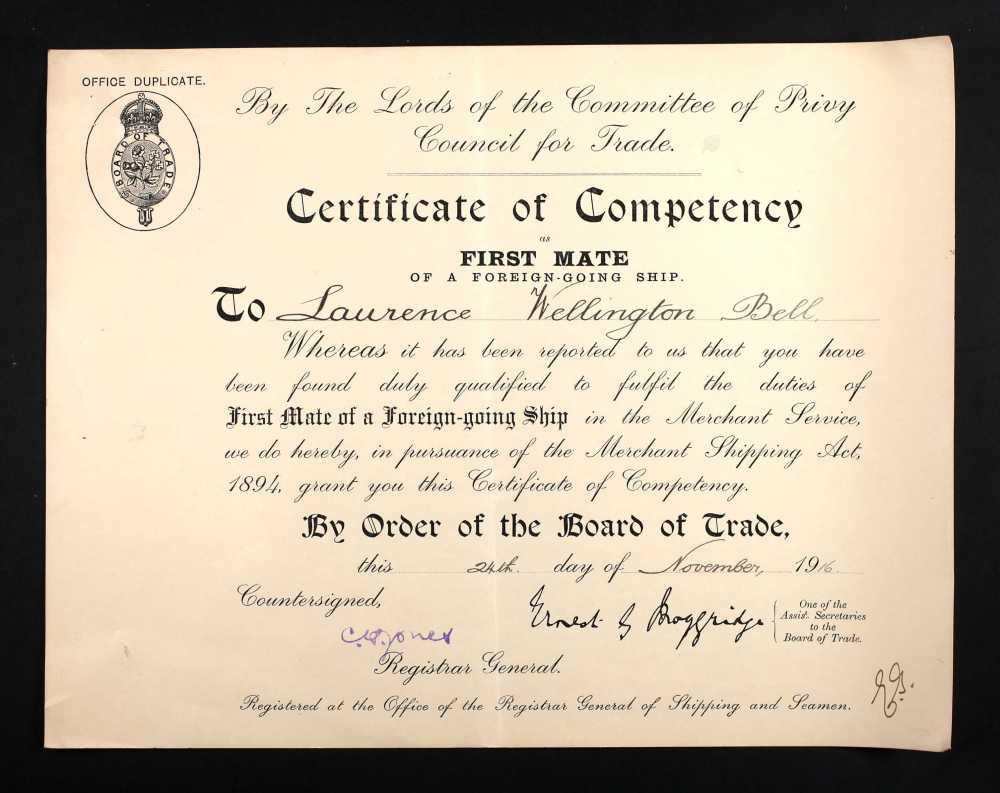 OFFICE DUPLICATE.
BOARD OF TRADE
By The Lords of the Committee of Privy
Council for Trade.
Certificate of Competency
as
FIRST MATE
OF A FOREIGN-GOING SHIP.
To Laurence Wellington Bell.
Whereas it has been reported to us that you have
been found duly qualified to fulfil the duties of
First Mate of a Foreign-going Ship in the Merchant Service,
we do hereby, in pursuance of the Merchant Shipping Act,
1894, grant you this Certificate of Competency.
By Order of the Board of Trade,
this 24th. day of November, 1916.
Countersigned,
Ernest G Moggridge
One of the
Assist. Secretaries
to the
Board of Trade.
C. H. Jones
Registrar General.
Registered at the Office of the Registrar General of Shipping and Seamen.